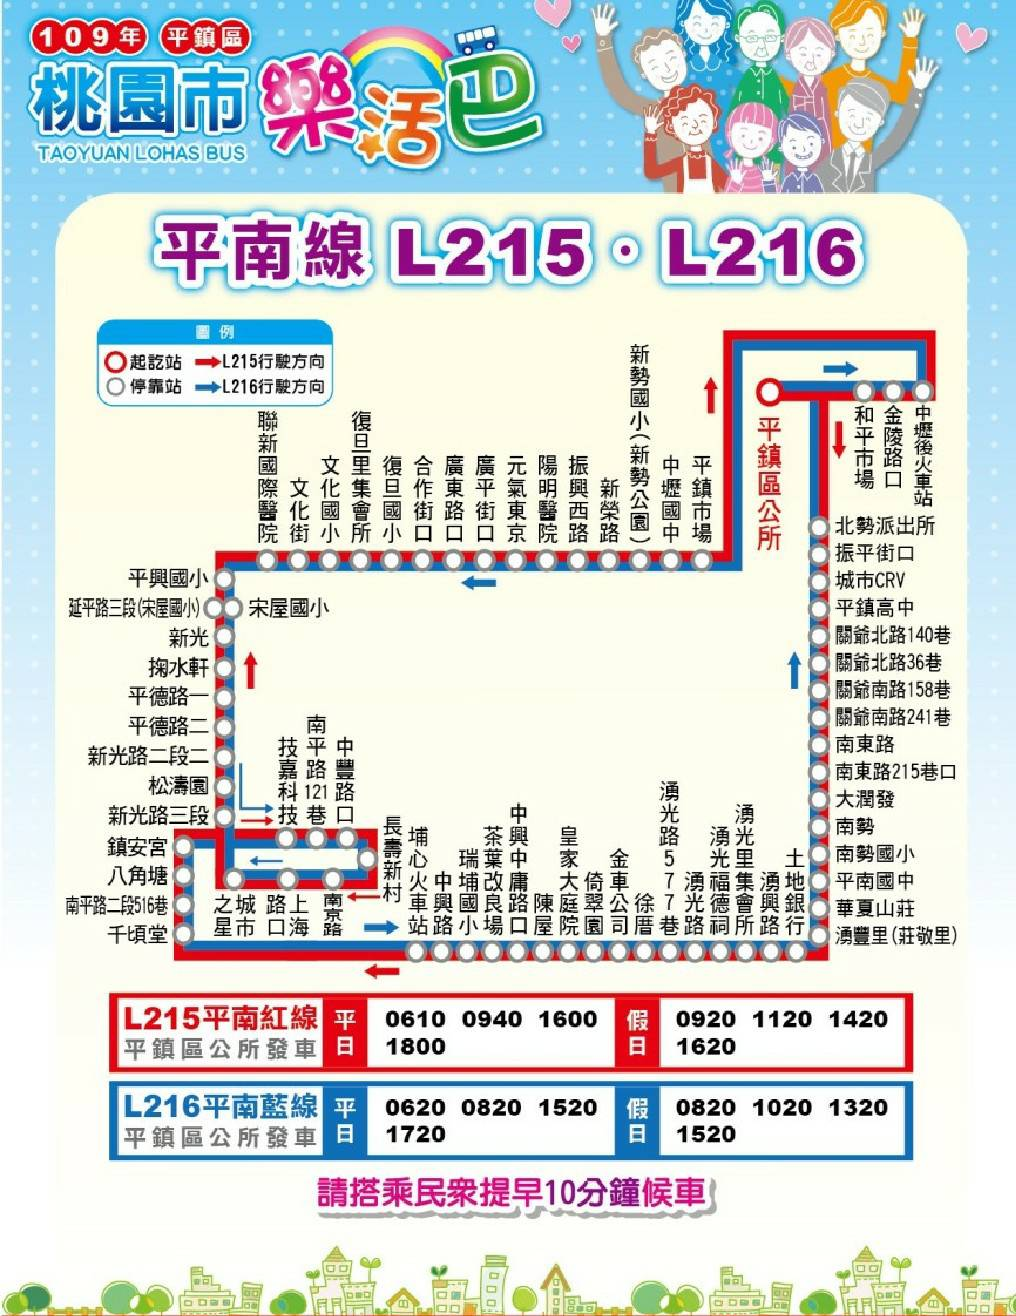 109年 平鎮區
桃園市樂活巴
TAOYUAN LOHAS BUS
平南線 L215・L216
圖例
起訖站 L215行駛方向
停靠站 L216行駛方向
聯新國際醫院
文化街
文化國小
復旦里集會所
復旦國小
合作街口
廣東路口
廣平街口
元氣東京
陽明醫院
振興西路
新榮路
新勢國小(新勢公園)
中壢國中
平鎮市場
平鎮區公所
和平市場
金陵路口
中壢後火車站
北勢派出所
振平街口
城市CRV
平鎮高中
關爺北路140巷
關爺北路36巷
關爺南路158巷
關爺南路241巷
南東路
南東路215巷口
大潤發
南勢
南勢國小
平南國中
華夏山莊
湧豐里(莊敬里)
平興國小
延平路三段(宋屋國小)
宋屋國小
新光
掬水軒
平德路一
平德路二
新光路二段二
松濤園
新光路三段
鎮安宮
八角塘
南平路二段516巷
千頃堂
技嘉科技
南平路121巷
中豐路口
長壽新村
城市之星
上海路口
南京路
埔心火車站
中興路
瑞埔國小
茶葉改良場
中興中庸路口
陳屋
皇家大庭院
倚翠園
金車公司
徐厝
湧光路577巷
湧光路
湧光福德祠
湧光里集會所
湧興路
土地銀行
L215平南紅線 平日 0610 0940 1600 假日 0920 1120 1420
平鎮區公所發車 1800 1620
L216平南藍線 平日 0620 0820 1520 假日 0820 1020 1320
平鎮區公所發車 1720 1520
請搭乘民眾提早10分鐘候車